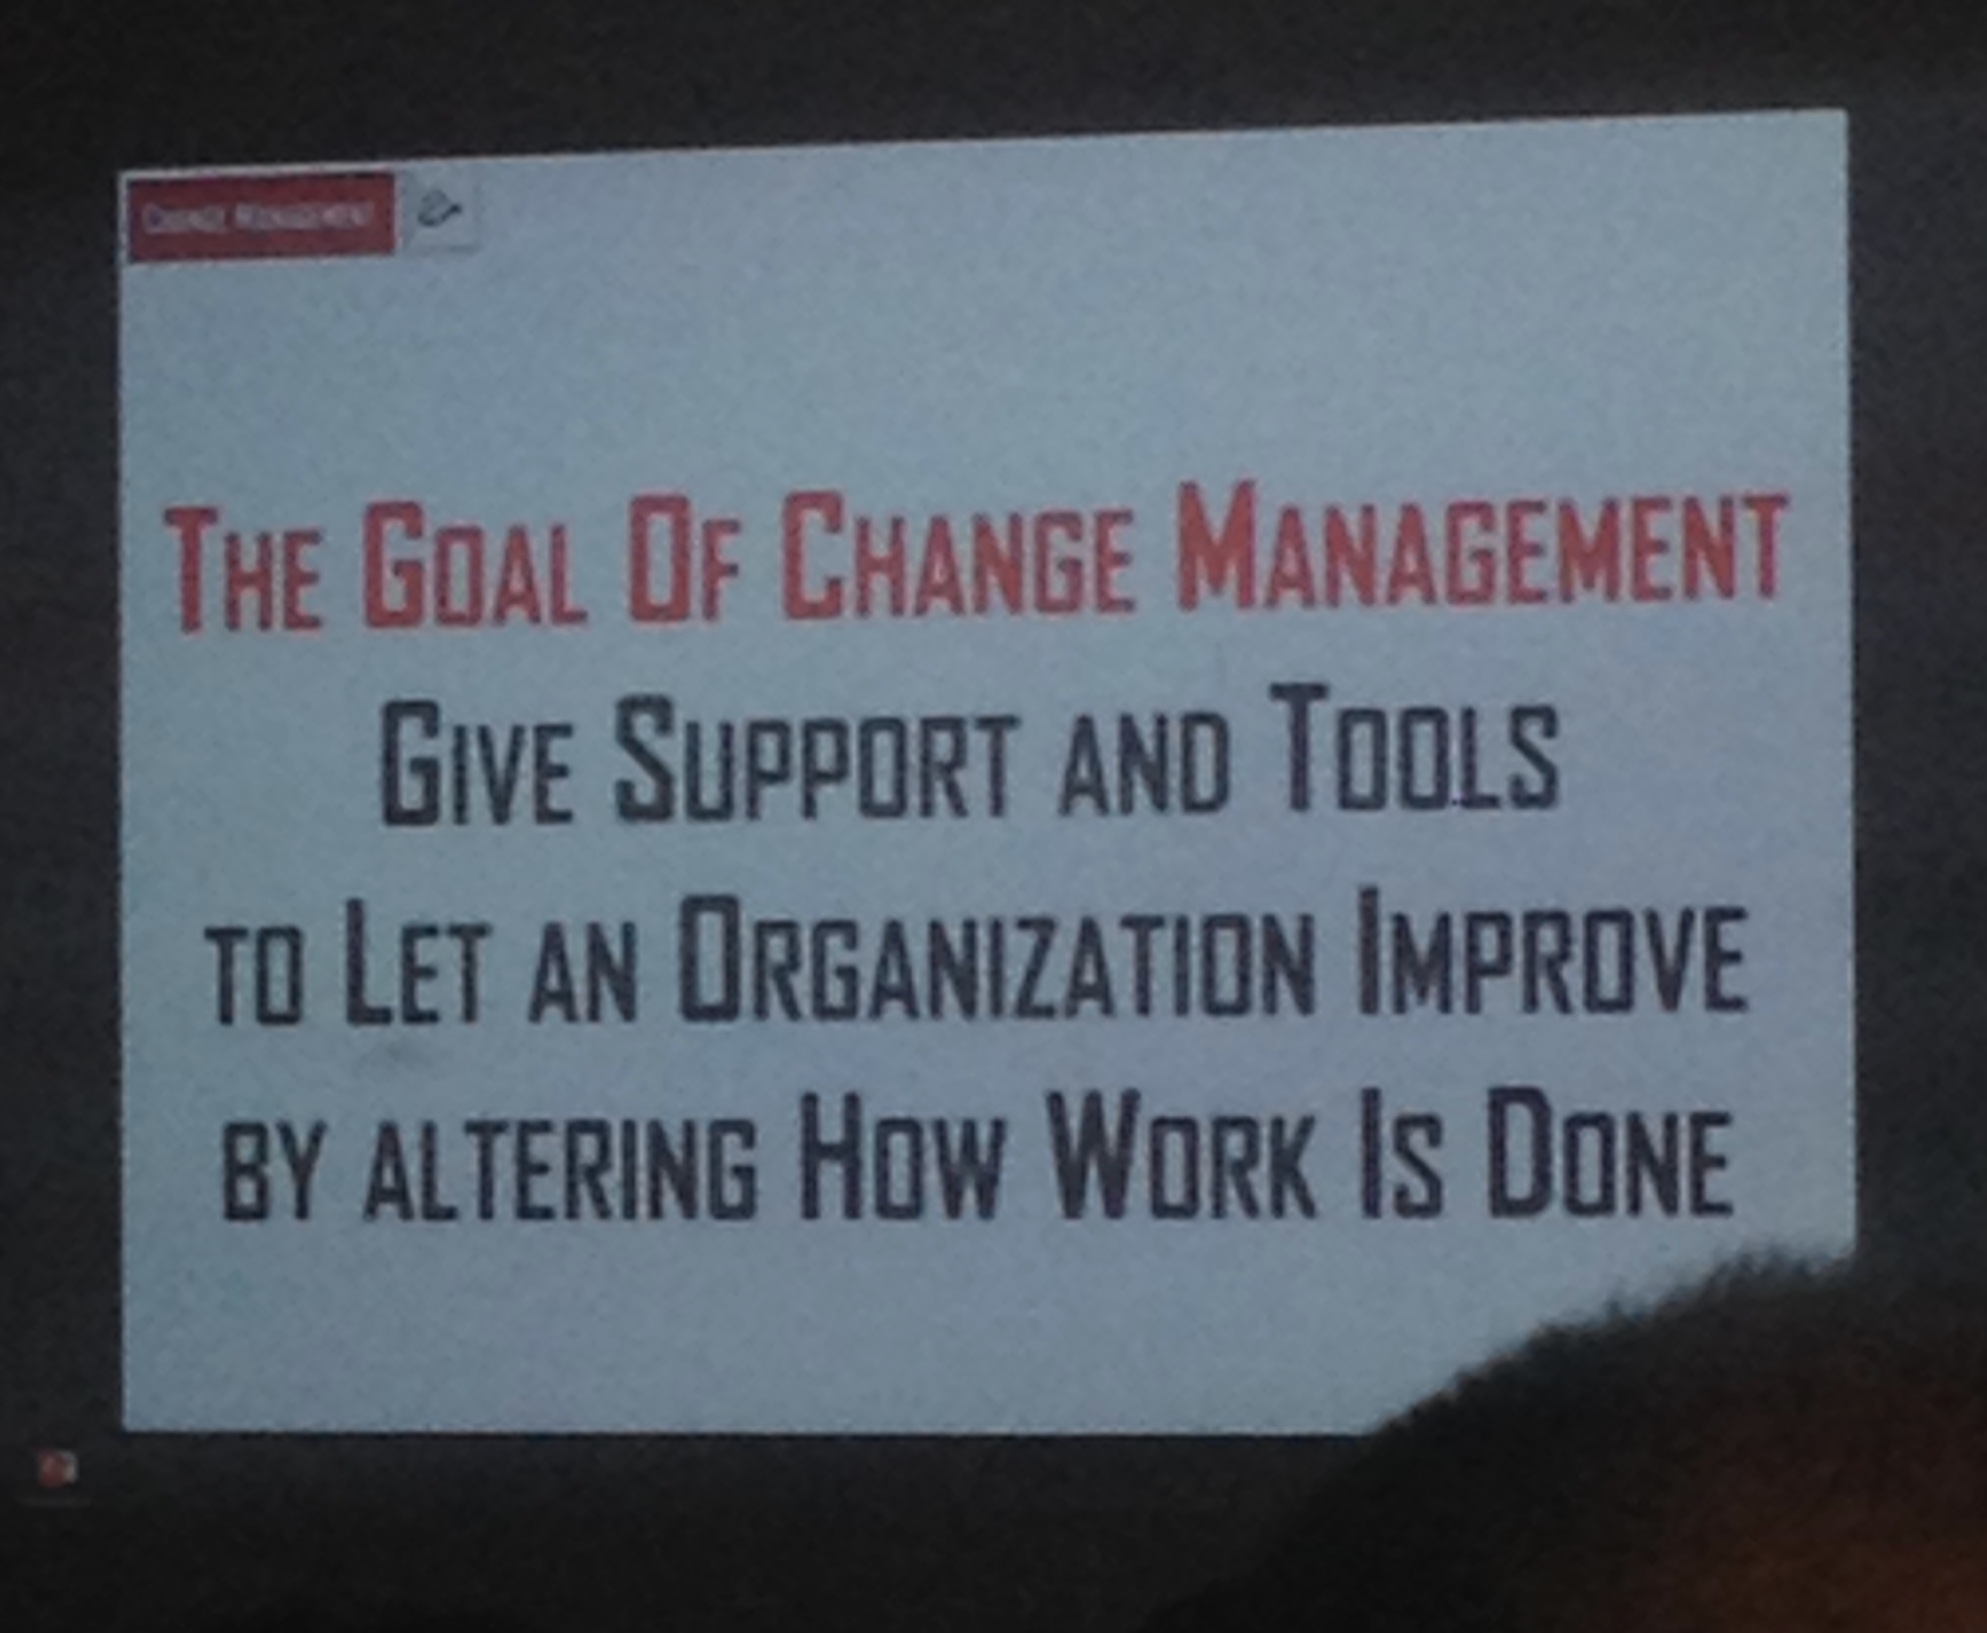 Change Management
The Goal Of Change Management
Give Support and Tools
to Let an Organization Improve
by altering How Work Is Done